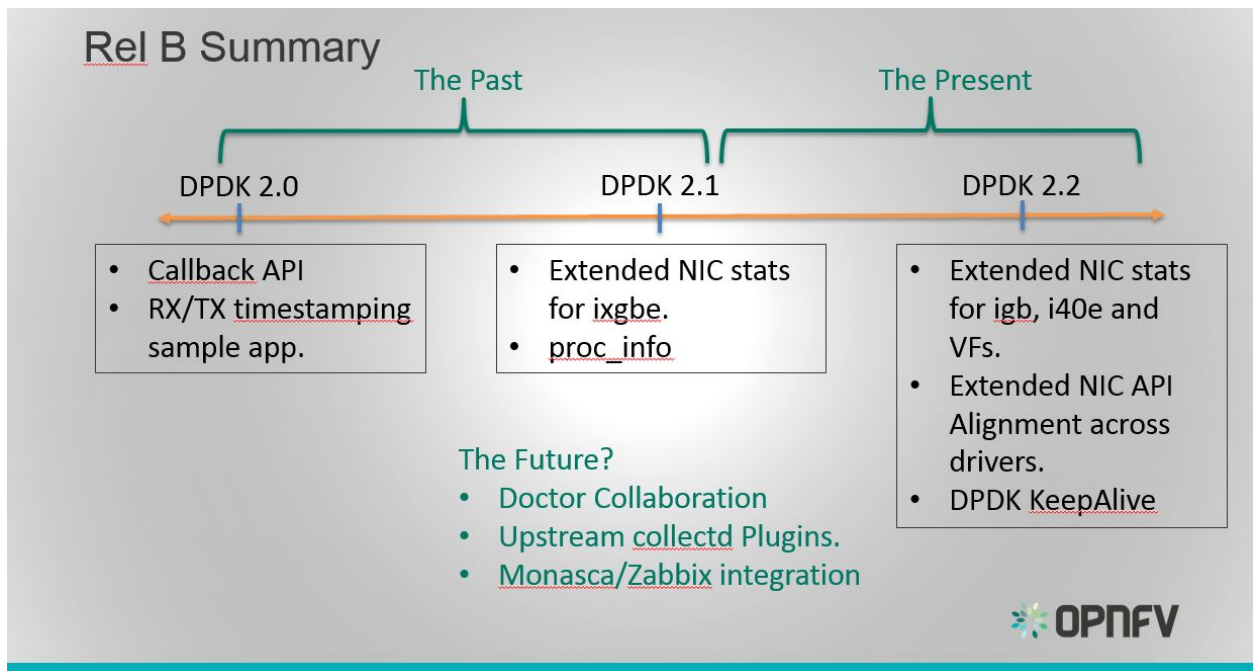 Rel B Summary
The Past
The Present
DPDK 2.0
DPDK 2.1
DPDK 2.2
• Callback API
• RX/TX timestamping
sample app.
• Extended NIC stats
for ixgbe.
• proc_info
• Extended NIC stats
for igb, i40e and
VFs.
• Extended NIC API
Alignment across
drivers.
• DPDK KeepAlive
The Future?
• Doctor Collaboration
• Upstream collectd Plugins.
• Monasca/Zabbix integration
OPNFV